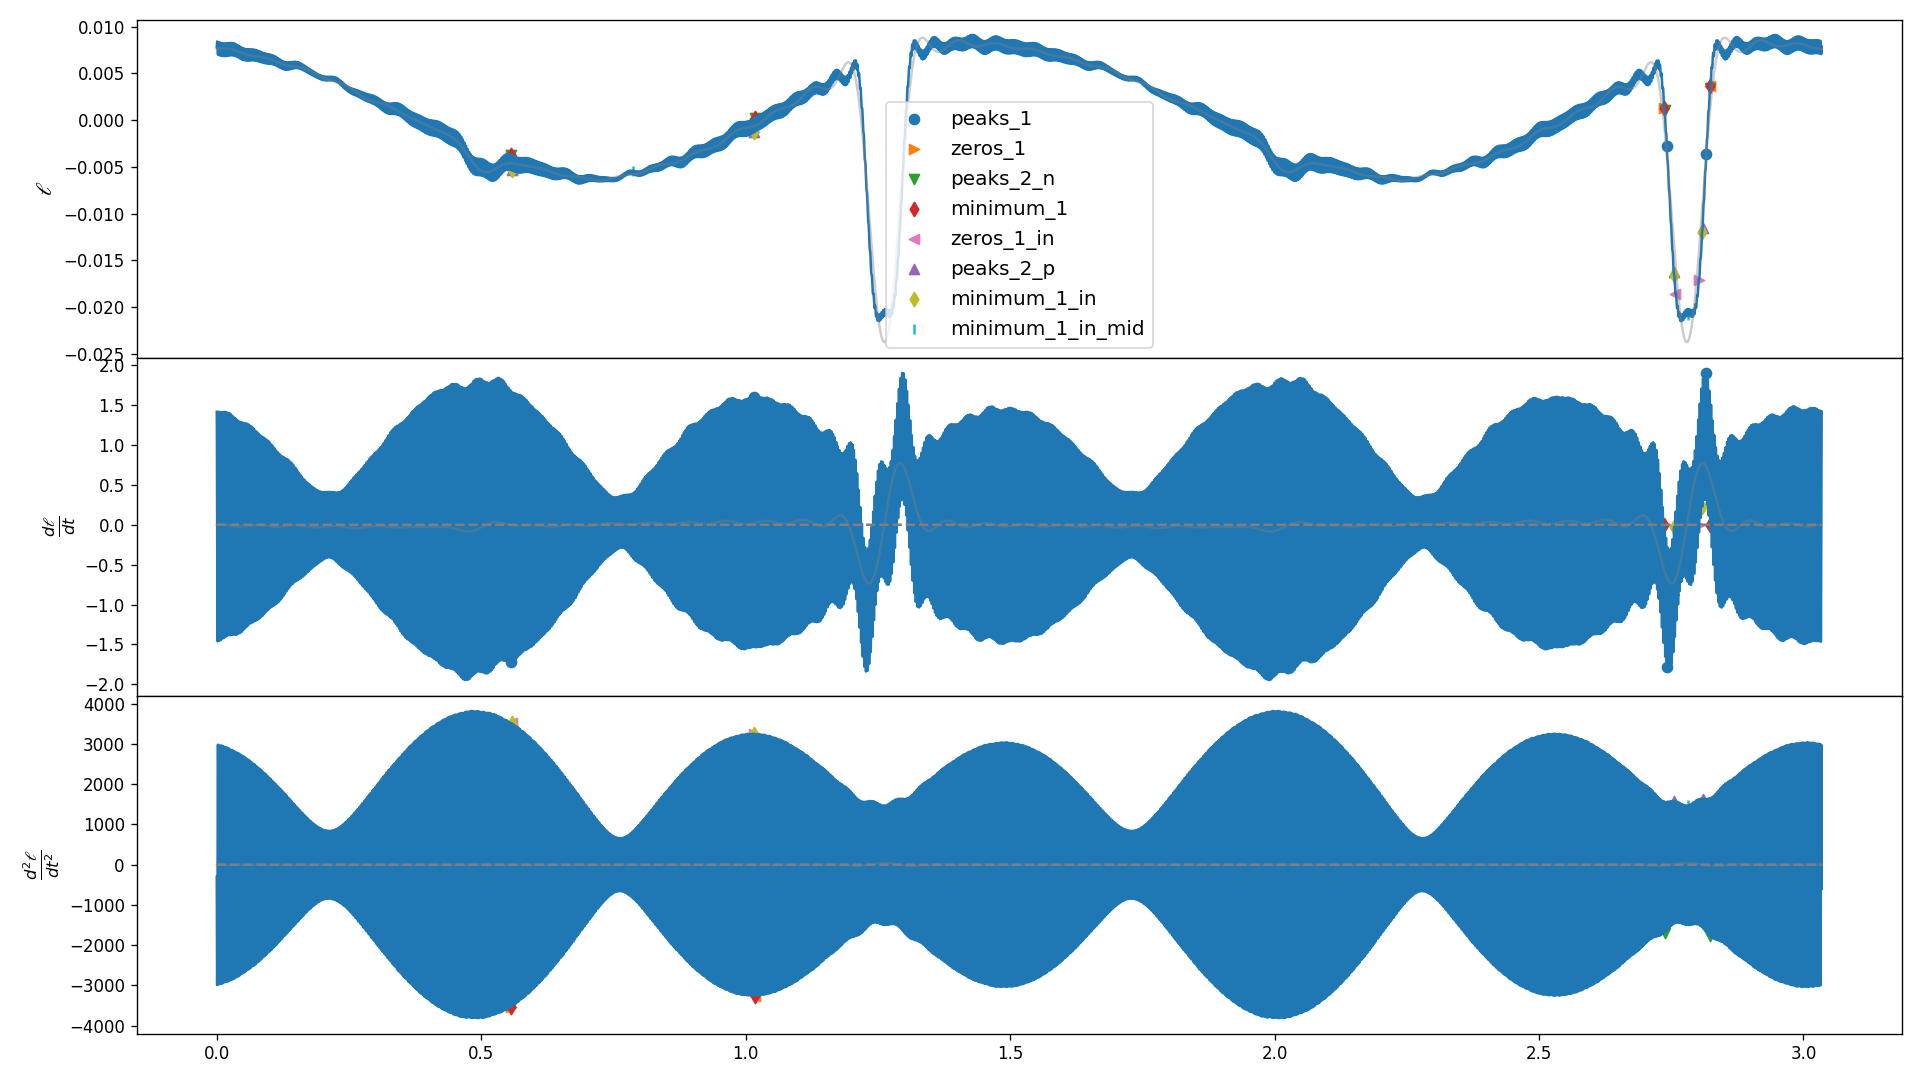 0.010
0.005
0.000
−0.005
−0.010
−0.015
−0.020
−0.025
ℓ
peaks_1
zeros_1
peaks_2_n
minimum_1
zeros_1_in
peaks_2_p
minimum_1_in
minimum_1_in_mid
2.0
1.5
1.0
0.5
0.0
−0.5
−1.0
−1.5
−2.0
dℓ
dt
4000
3000
2000
1000
0
−1000
−2000
−3000
−4000
d²ℓ
dt²
0.0 0.5 1.0 1.5 2.0 2.5 3.0